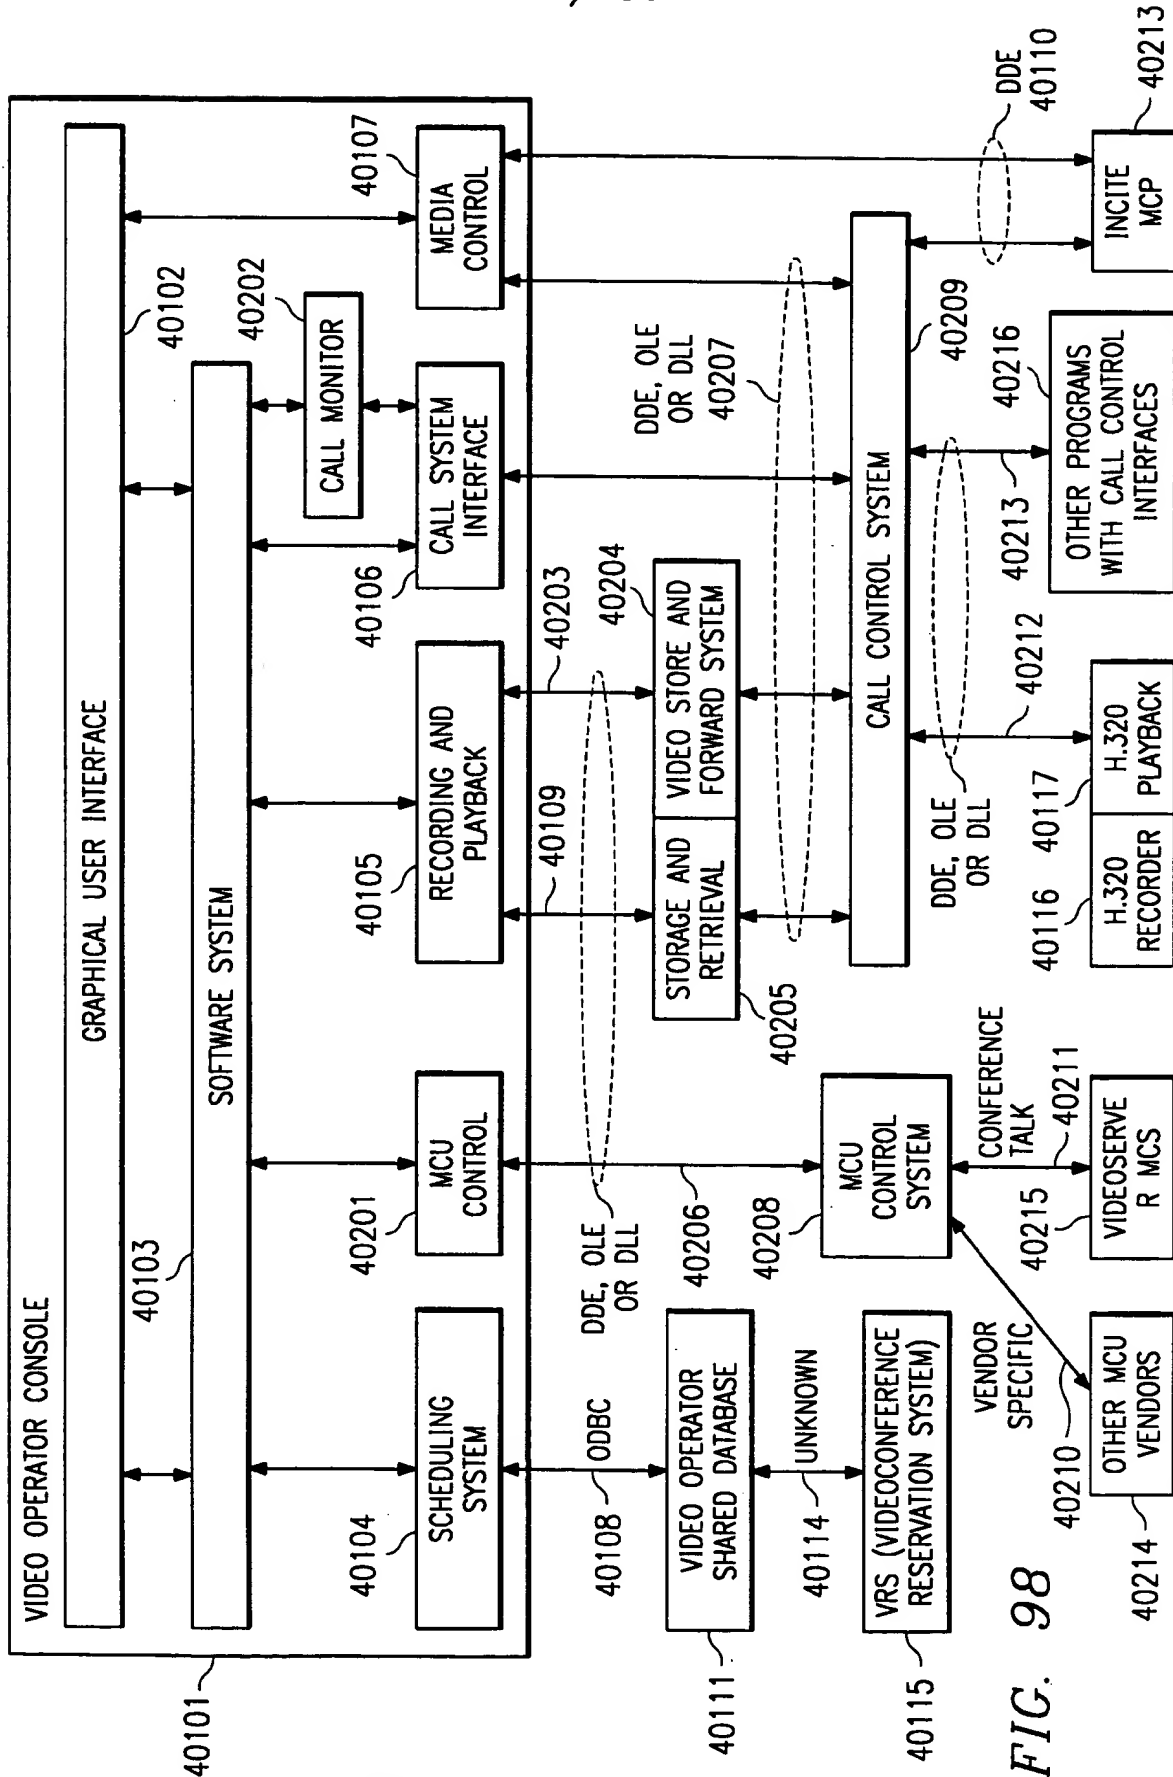 VIDEO OPERATOR CONSOLE
40101
GRAPHICAL USER INTERFACE
40102
40103
SOFTWARE SYSTEM
CALL MONITOR
40202
40104
SCHEDULING
SYSTEM
40201
MCU
CONTROL
40105
RECORDING AND
PLAYBACK
40106
CALL SYSTEM
INTERFACE
MEDIA
CONTROL
40107
40108
ODBC
DDE, OLE
OR DLL
40206
40109
40203
DDE, OLE
OR DLL
40207
40111
VIDEO OPERATOR
SHARED DATABASE
STORAGE AND
RETRIEVAL
40205
VIDEO STORE AND
FORWARD SYSTEM
40204
40114
UNKNOWN
40115
VRS (VIDEOCONFERENCE
RESERVATION SYSTEM)
40208
MCU
CONTROL
SYSTEM
CALL CONTROL SYSTEM
40209
VENDOR
SPECIFIC
40210
CONFERENCE
TALK
40211
DDE, OLE
OR DLL
40212
40213
DDE
40110
40214
OTHER MCU
VENDORS
40215
VIDEOSERVE
R MCS
40116
H.320
RECORDER
40117
H.320
PLAYBACK
OTHER PROGRAMS
WITH CALL CONTROL
INTERFACES
40216
INCITE
MCP
40213
FIG. 98